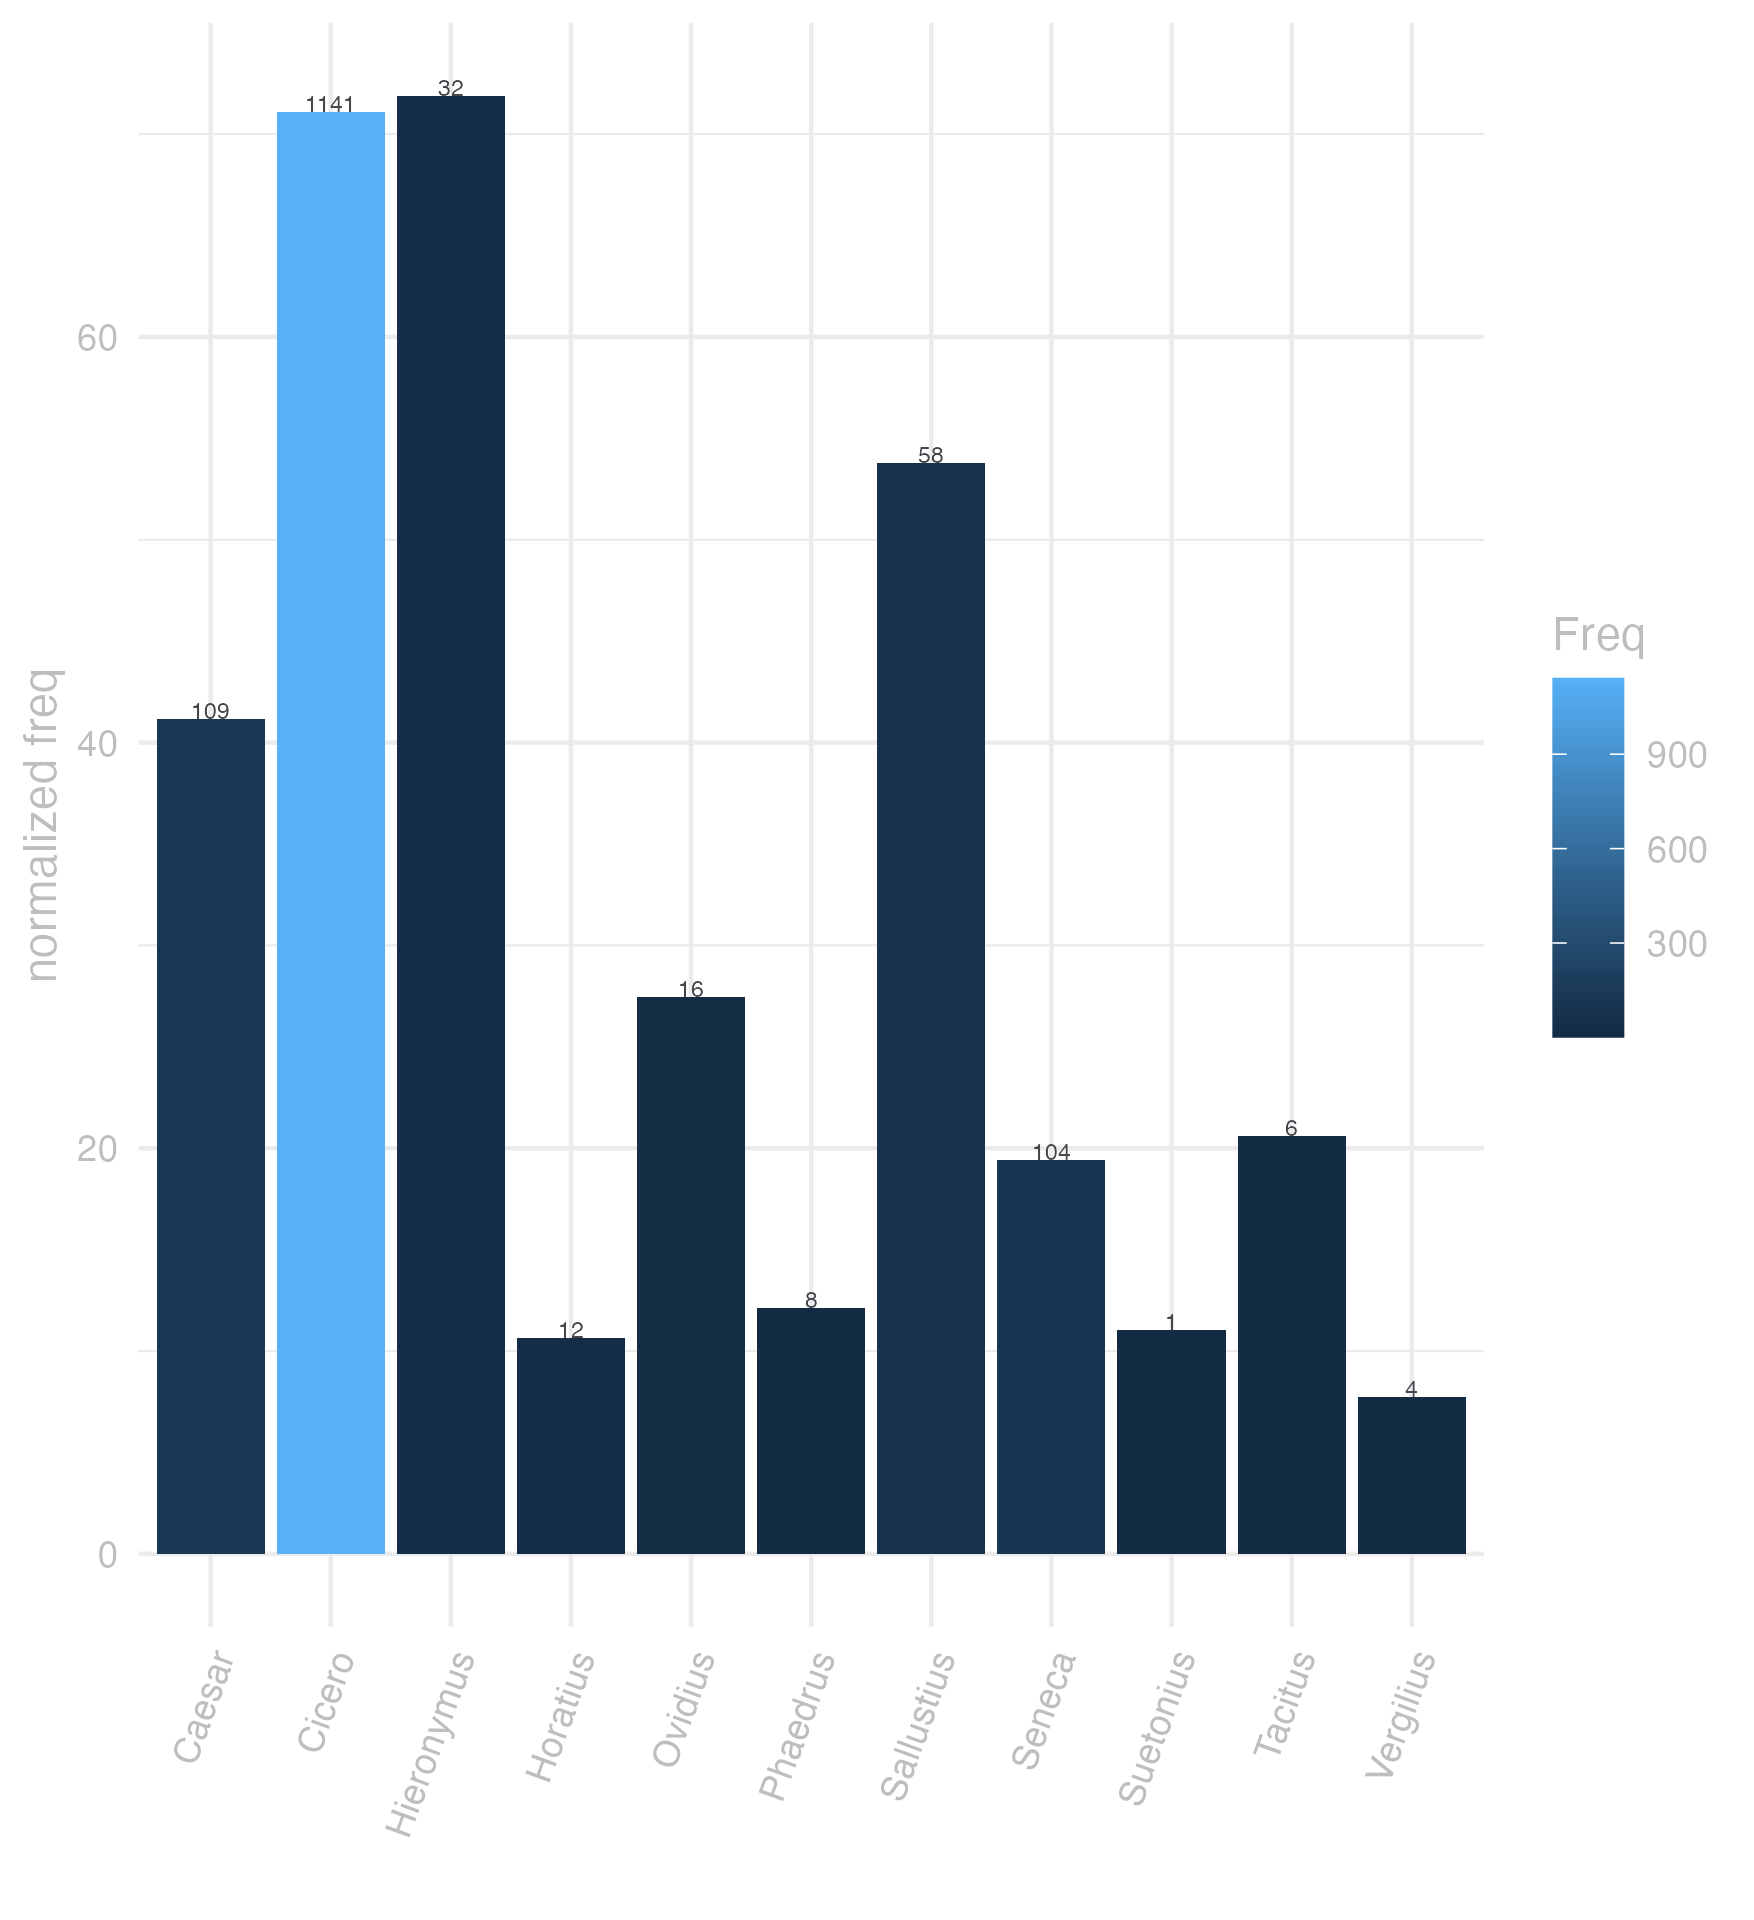 32
1141
60
58
Freq
normalized freq
109
40
900
600
300
16
6
20
104
8
1
12
4
0
Caesar
Cicero
Hieronymus
Horatius
Ovidius
Phaedrus
Sallustius
Seneca
Suetonius
Tacitus
Vergilius